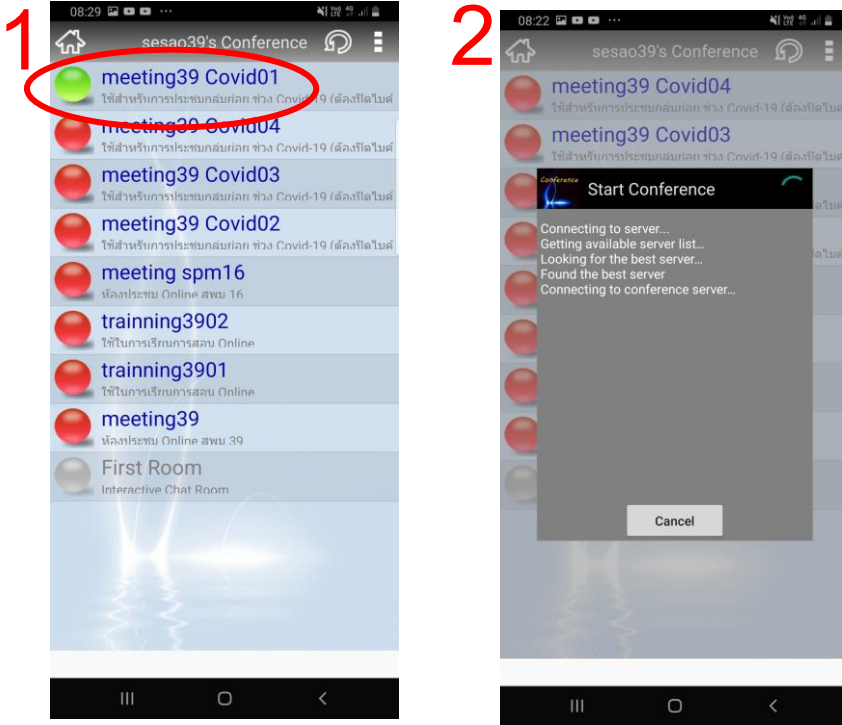 1
08:29
sesao39's Conference
meeting39 Covid01
ใช้สำหรับการประชุมกลุ่มย่อย ช่วง Covid-19 (ต้องปิดไมค์
meeting39 Covid04
ใช้สำหรับการประชุมกลุ่มย่อย ช่วง Covid-19 (ต้องปิดไมค์
meeting39 Covid03
ใช้สำหรับการประชุมกลุ่มย่อย ช่วง Covid-19 (ต้องปิดไมค์
meeting39 Covid02
ใช้สำหรับการประชุมกลุ่มย่อย ช่วง Covid-19 (ต้องปิดไมค์
meeting spm16
ห้องประชุม Online สพม 16
trainning3902
ใช้ในการเรียนการสอน Online
trainning3901
ใช้ในการเรียนการสอน Online
meeting39
ห้องประชุม Online สพม 39
First Room
Interactive Chat Room
2
08:22
sesao39's Conference
meeting39 Covid04
ใช้สำหรับการประชุมกลุ่มย่อย ช่วง Covid-19 (ต้องปิดไมค์
meeting39 Covid03
ใช้สำหรับการประชุมกลุ่มย่อย ช่วง Covid-19 (ต้องปิดไมค์
Conference
Start Conference
Connecting to server...
Getting available server list...
Looking for the best server...
Found the best server
Connecting to conference server...
Cancel